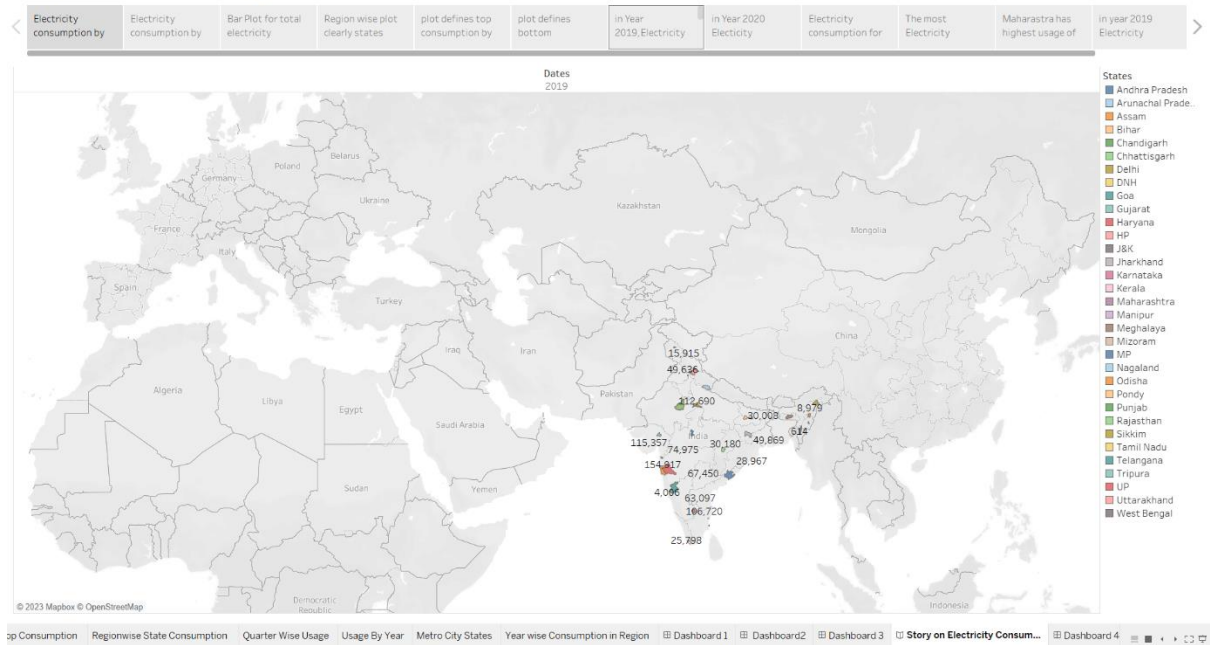 Electricity
consumption by
Electricity
consumption by
Bar Plot for total
electricity
Region wise plot
clearly states
plot defines top
consumption by
plot defines
bottom
in Year
2019,Electricity
in Year 2020
Electicity
Electricity
consumption for
The most
Electricity
Maharastra has
highest usage of
in year 2019
Electricity
Dates
2019
States
Andhra Pradesh
Arunachal Prade..
Assam
Bihar
Chandigarh
Chhattisgarh
Delhi
DNH
Goa
Gujarat
Haryana
HP
J&K
Jharkhand
Karnataka
Kerala
Maharashtra
Manipur
Meghalaya
Mizoram
MP
Nagaland
Odisha
Pondy
Punjab
Rajasthan
Sikkim
Tamil Nadu
Telangana
Tripura
UP
Uttarakhand
West Bengal
Belarus
Poland
Germany
Ukraine
France
Kazakhstan
Mongolia
Italy
Spain
Turkey
China
Iraq
Iran
15,915
49,636
Algeria
Libya
Egypt
Pakistan
112,690
30,008
8,979
Saudi Arabia
India
614
115,357
74,975
30,180
49,869
154,917
67,450
28,967
Sudan
Yemen
4,006
63,097
106,720
25,798
Democratic
Republic
Indonesia
© 2023 Mapbox © OpenStreetMap
op Consumption
Regionwise State Consumption
Quarter Wise Usage
Usage By Year
Metro City States
Year wise Consumption in Region
Dashboard 1
Dashboard2
Dashboard 3
Story on Electricity Consum...
Dashboard 4